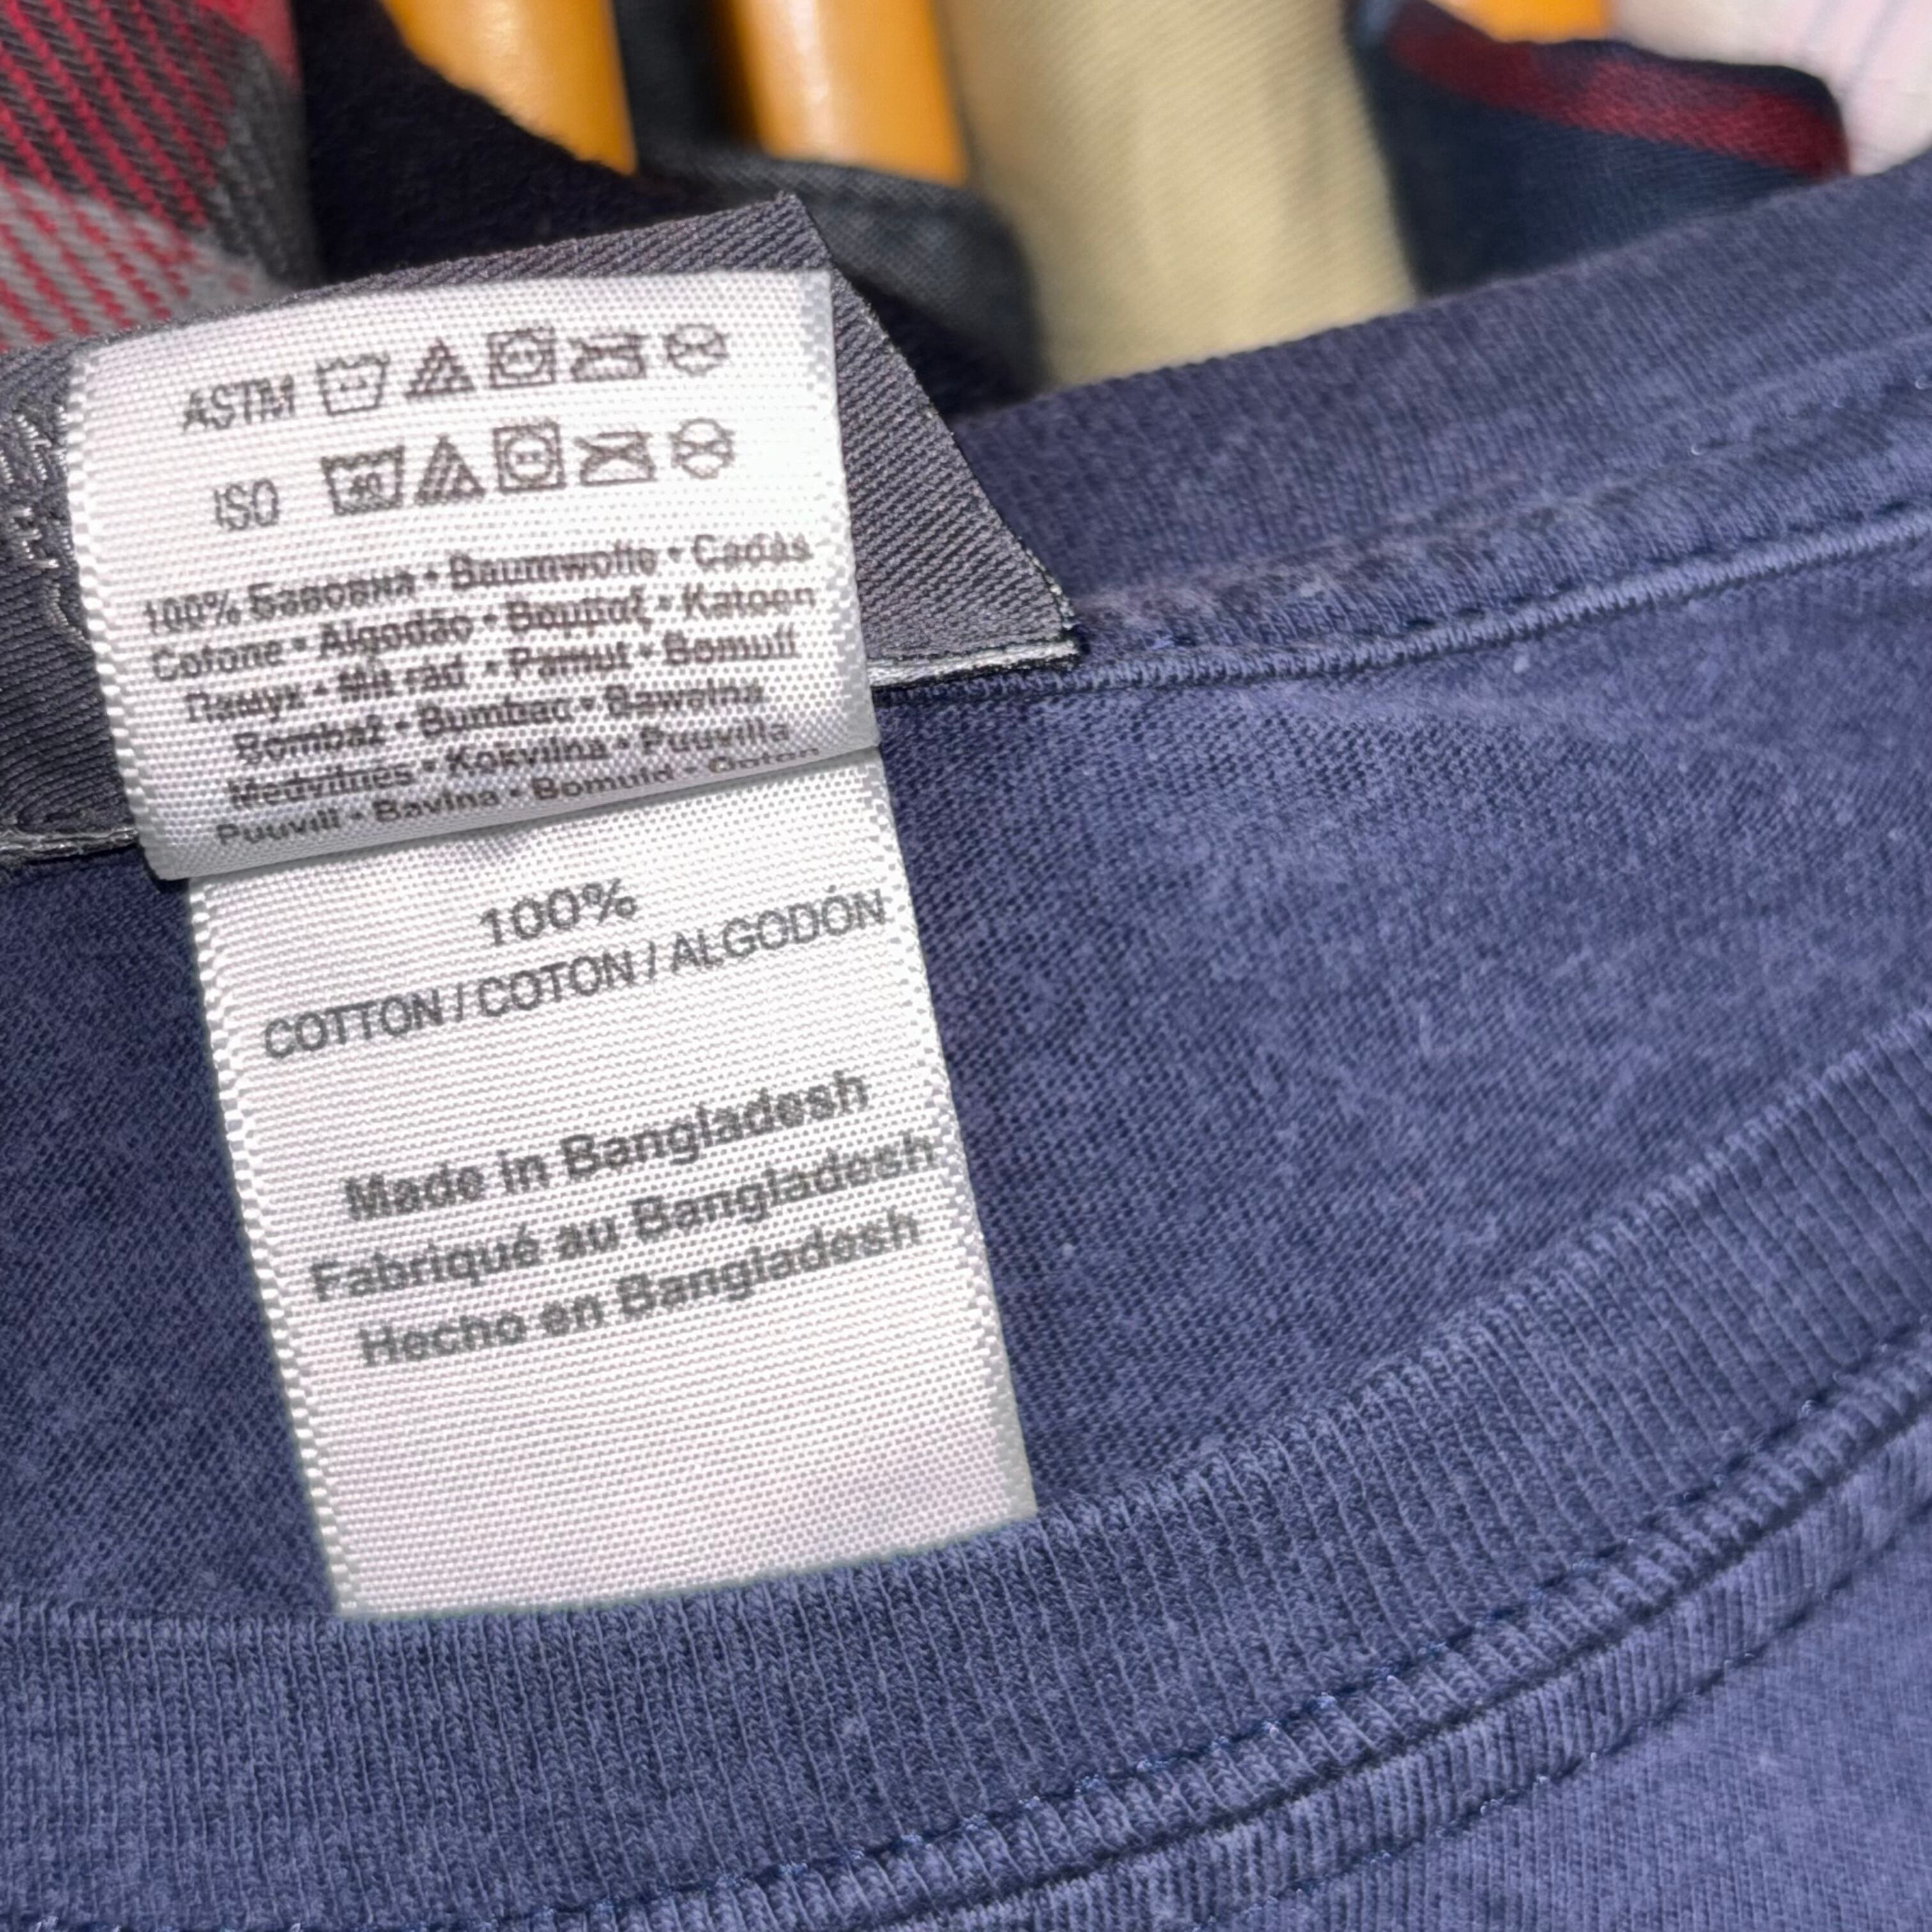 ASTM
ISO 40
100% Бавовна • Baumwolle • Cadás
Cotone • Algodão • Βαμβάκι • Katoen
Памук • Mit rad • Pamut • Bomull
Bombaž • Bumbac • Bawełna
Medvilnės • Kokvilna • Puuvilla
Puuvill • Bavlna • Bomuld •
100%
COTTON / COTON / ALGODÓN
Made in Bangladesh
Fabriqué au Bangladesh
Hecho en Bangladesh